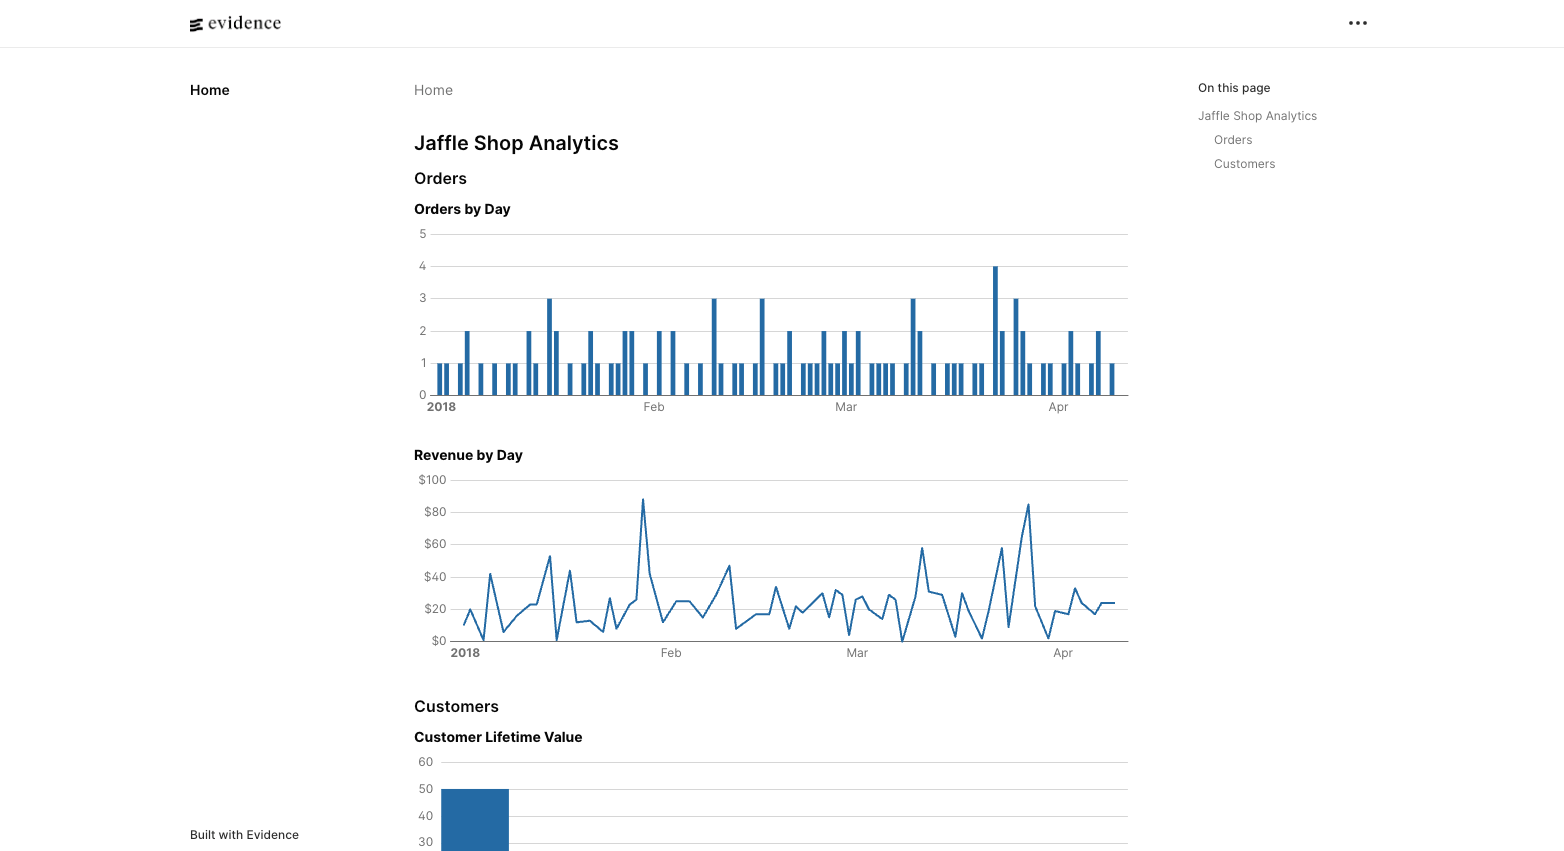 evidence
Home
Home
Jaffle Shop Analytics
Orders
Orders by Day
5
4
3
2
1
0
2018 Feb Mar Apr
Revenue by Day
$100
$80
$60
$40
$20
$0
2018 Feb Mar Apr
Customers
Customer Lifetime Value
60
50
40
30
On this page
Jaffle Shop Analytics
Orders
Customers
Built with Evidence